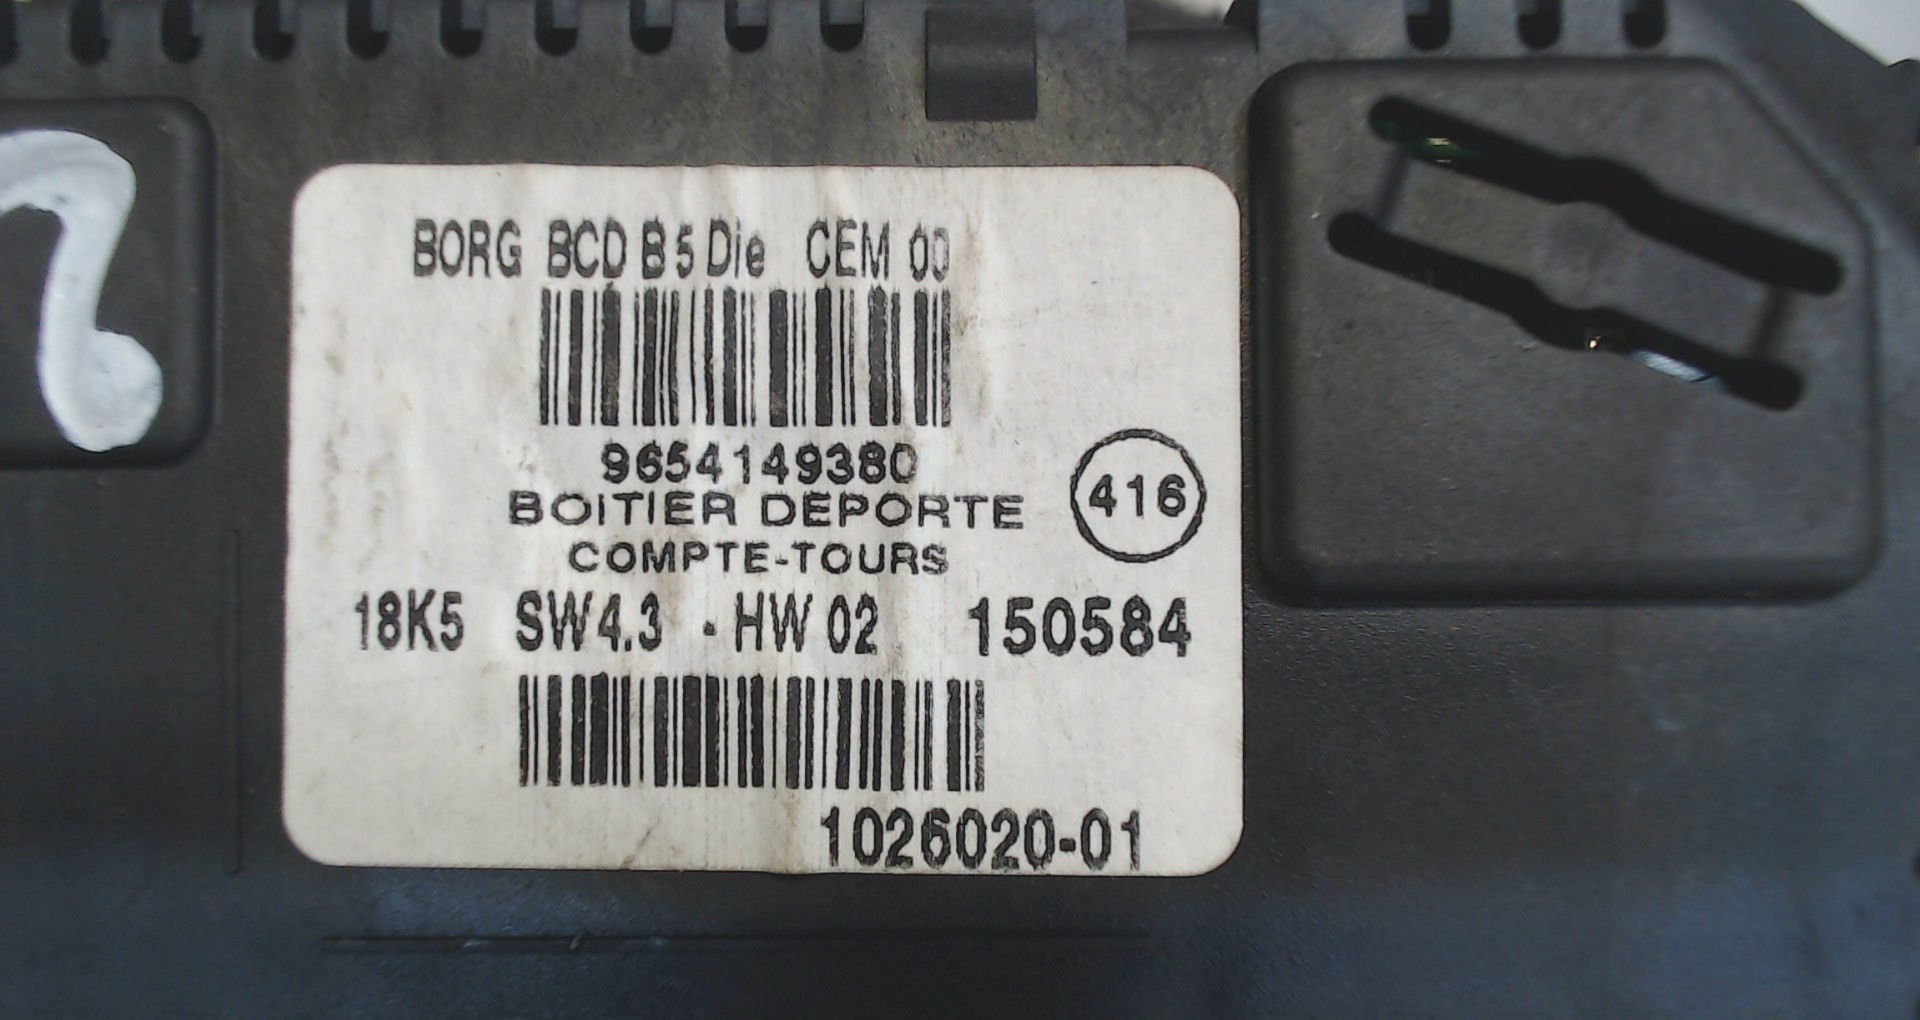 BORG BCD B 5 Die CEM 00
9654149380
BOITIER DEPORTE
416
COMPTE-TOURS
18K5 SW4.3 - HW 02 150584
1026020-01